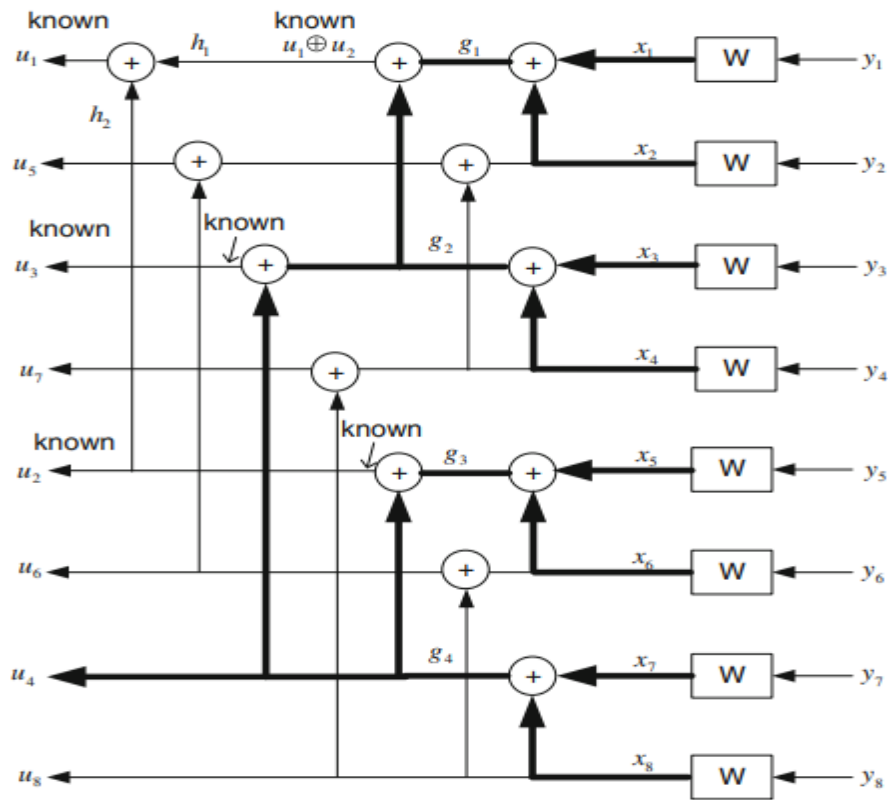 known known
u₁ h₁ u₁⊕u₂ + g₁ + x₁ W y₁
+
h₂
u₅ + + x₂ W y₂
known known
u₃ + g₂ + x₃ W y₃
u₇ + x₄ W y₄
known known
u₂ + g₃ + x₅ W y₅
u₆ + x₆ W y₆
u₄ g₄ + x₇ W y₇
u₈ x₈ W y₈